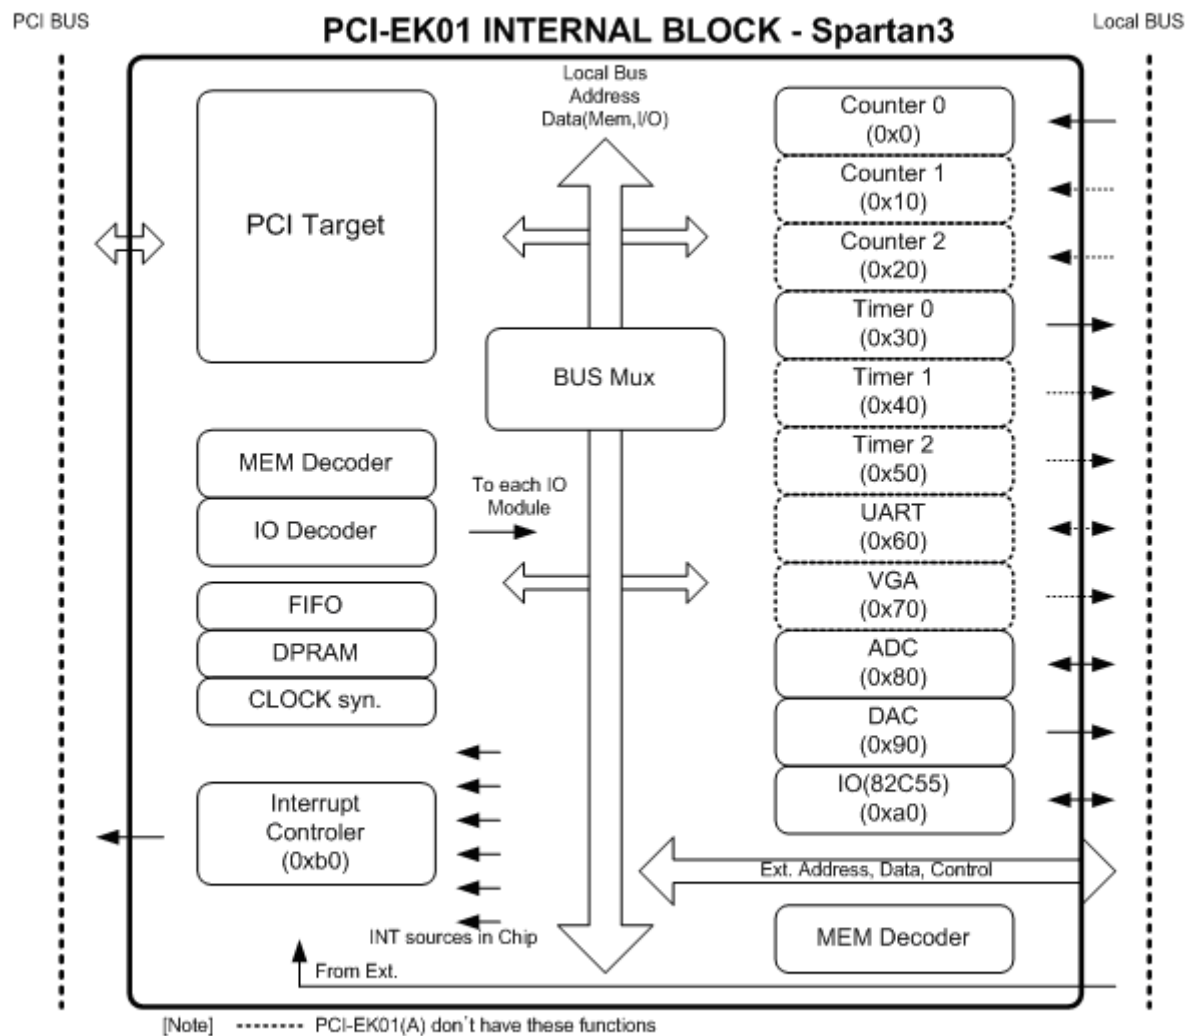 PCI BUS
PCI-EK01 INTERNAL BLOCK - Spartan3
Local BUS
Local Bus
Address
Data(Mem,I/O)
PCI Target
BUS Mux
MEM Decoder
IO Decoder
To each IO
Module
FIFO
DPRAM
CLOCK syn.
Interrupt
Controler
(0xb0)
INT sources in Chip
From Ext.
Counter 0
(0x0)
Counter 1
(0x10)
Counter 2
(0x20)
Timer 0
(0x30)
Timer 1
(0x40)
Timer 2
(0x50)
UART
(0x60)
VGA
(0x70)
ADC
(0x80)
DAC
(0x90)
IO(82C55)
(0xa0)
Ext. Address, Data, Control
MEM Decoder
[Note] -------- PCI-EK01(A) don´t have these functions